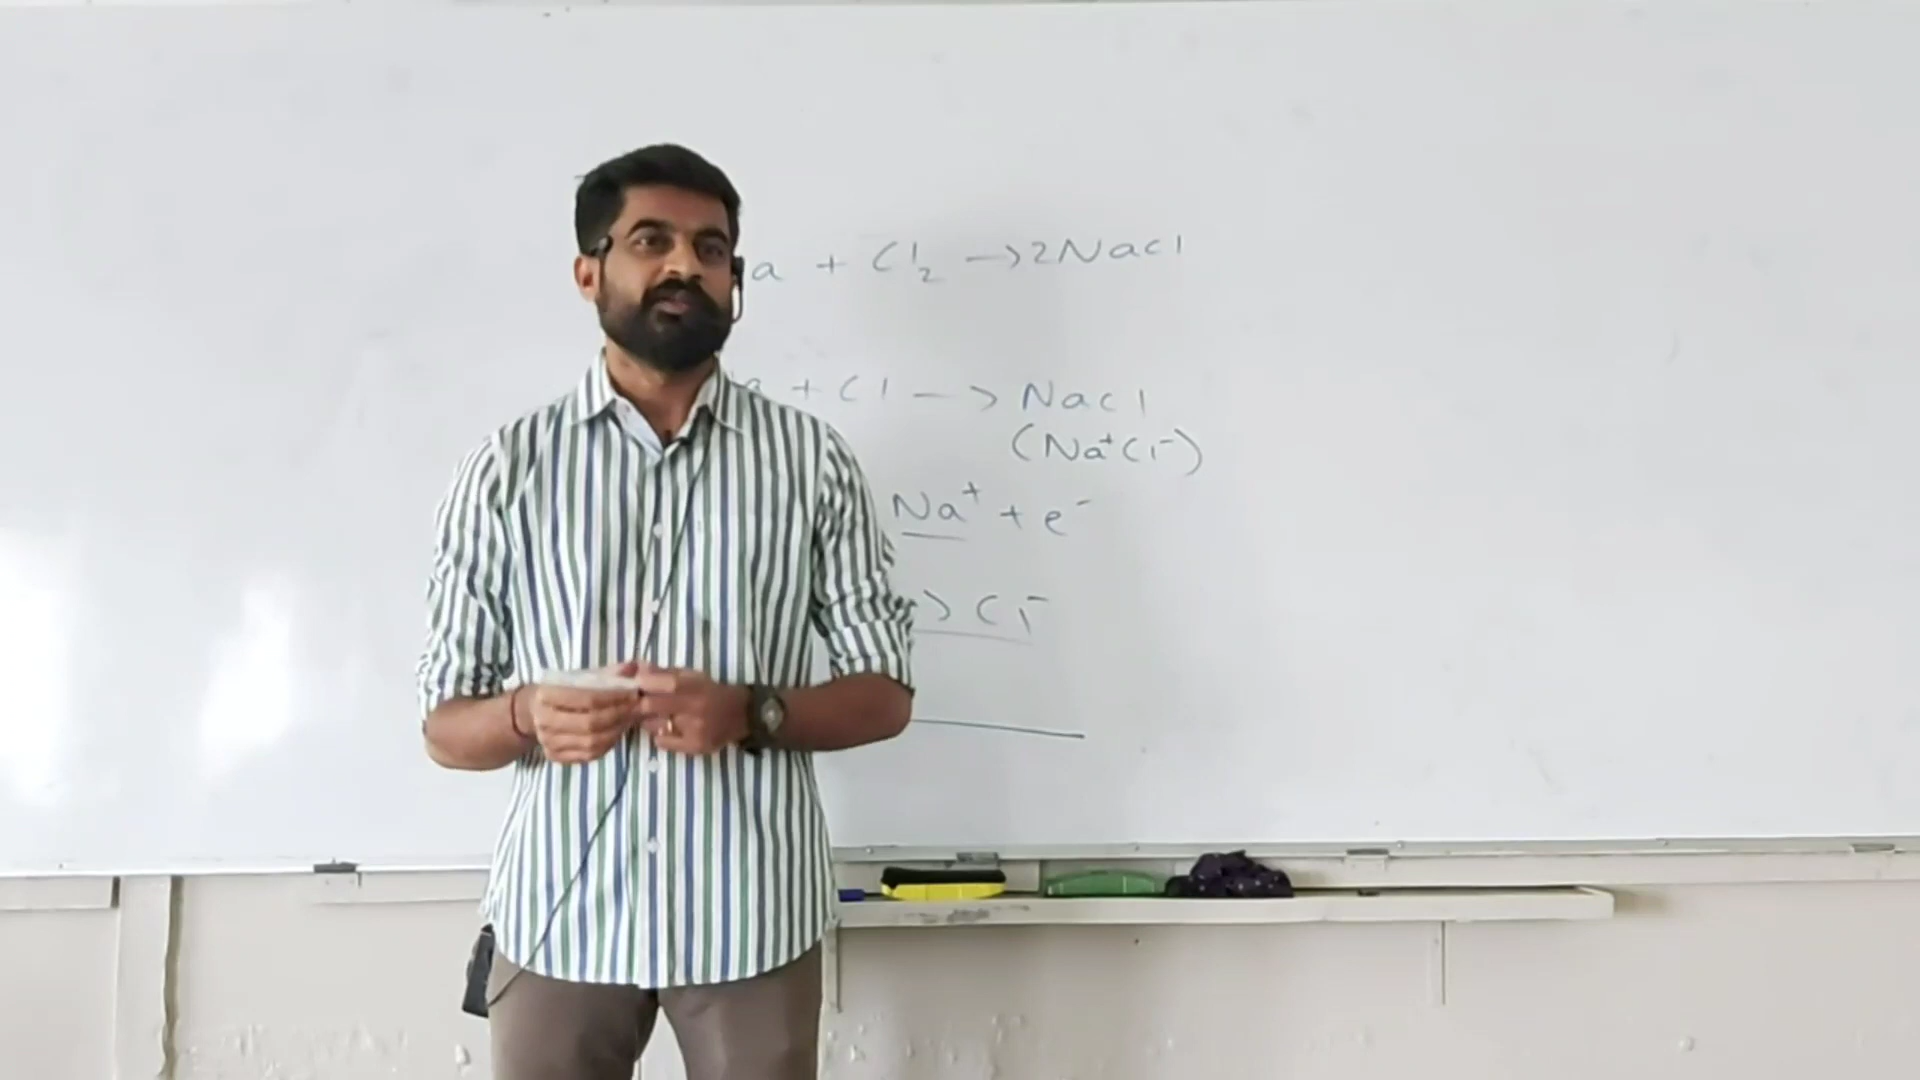 a + Cl₂ → 2NaCl
a + Cl → NaCl
(Na⁺Cl⁻)
Na⁺ + e⁻
> Cl⁻